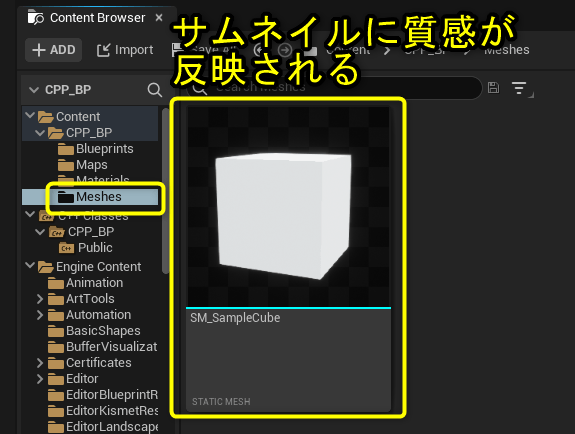 Content Browser
サムネイルに質感が
反映される
ADD
Import
Save All
Content
CPP_BP
Meshes
CPP_BP
Search Meshes
Content
CPP_BP
Blueprints
Maps
Materials
Meshes
C++ Classes
CPP_BP
Public
Engine Content
Animation
ArtTools
Automation
BasicShapes
BufferVisualizat
Certificates
Editor
EditorBlueprintR
EditorKismetRes
EditorLandscape
SM_SampleCube
STATIC MESH